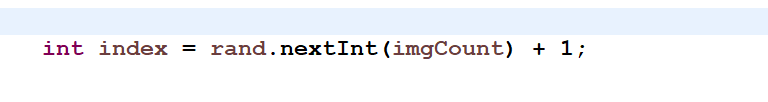 int index = rand.nextInt(imgCount) + 1;